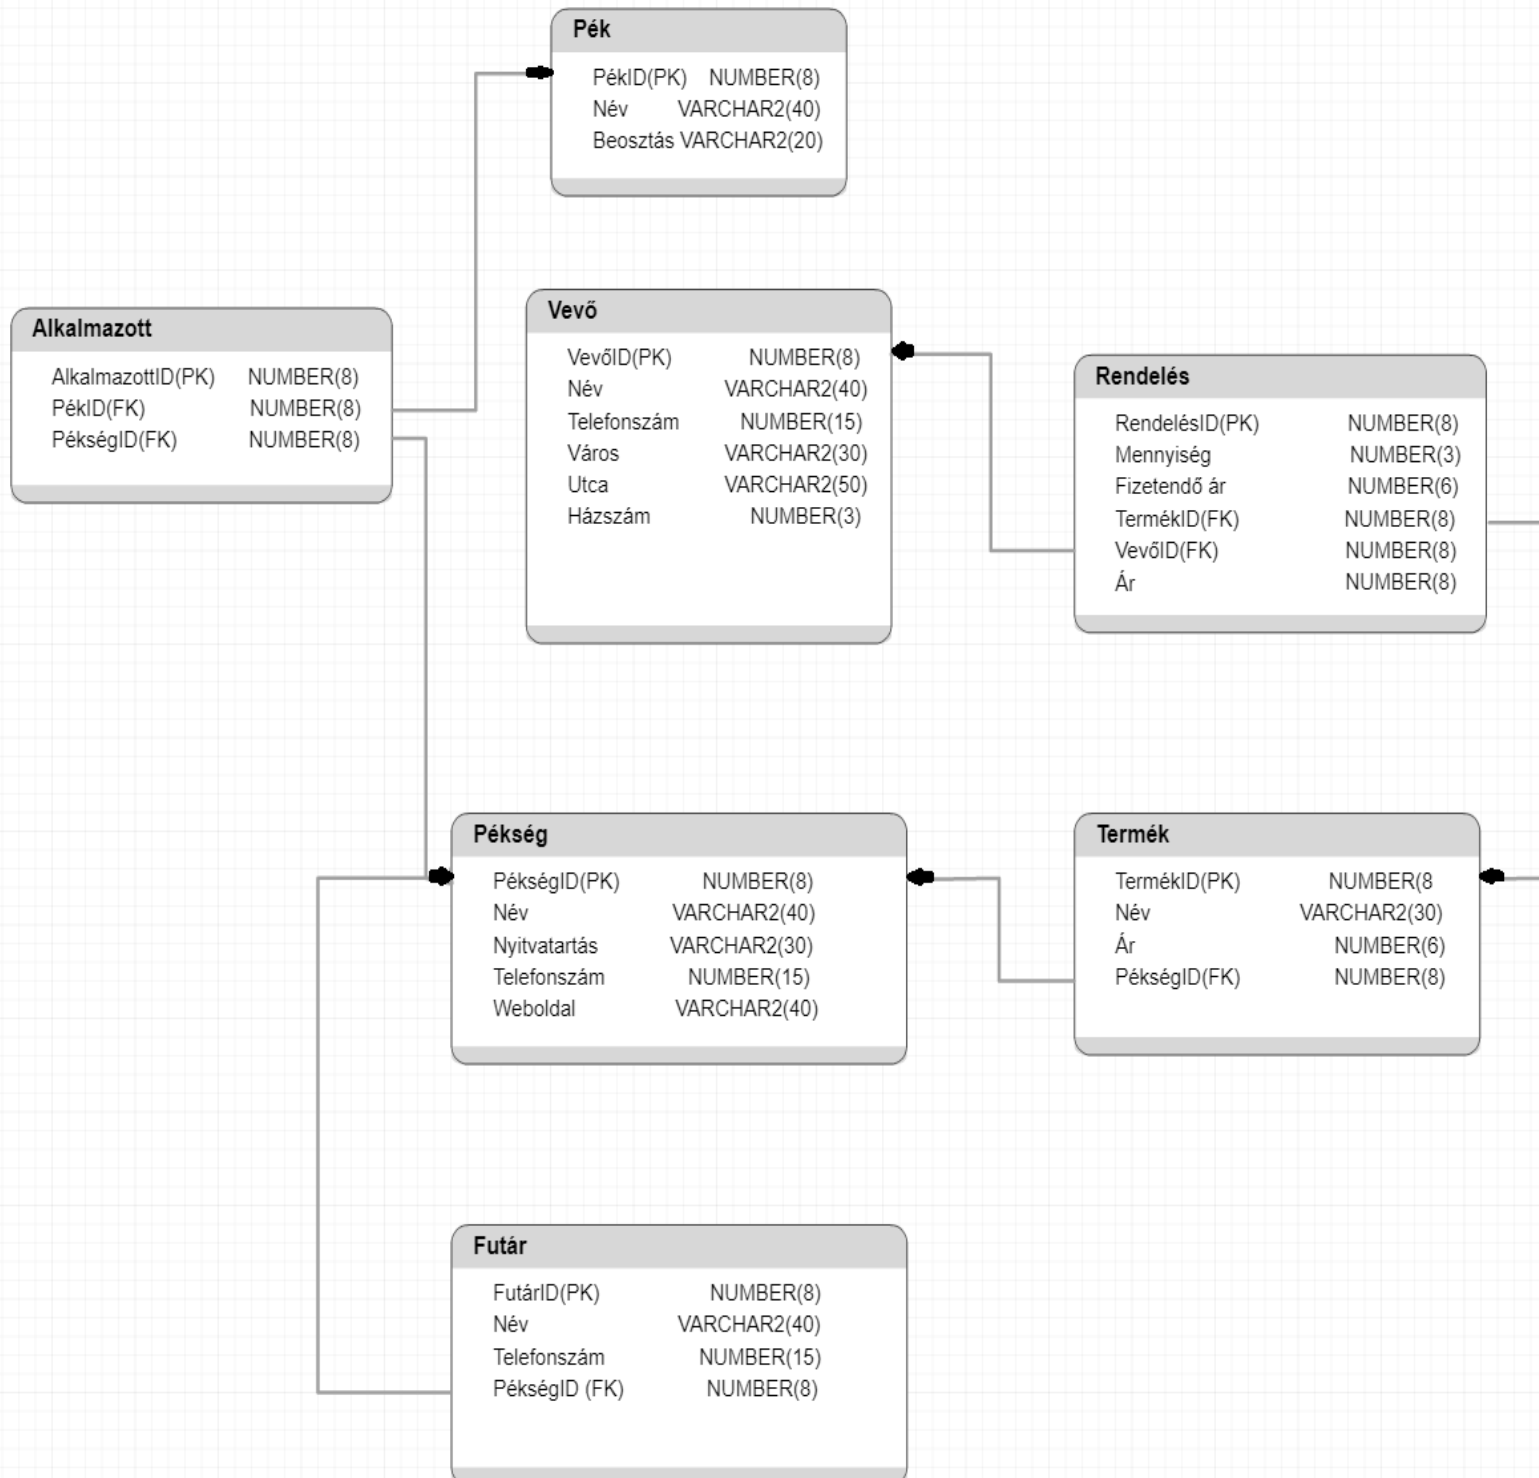 Pék
PékID(PK) NUMBER(8)
Név VARCHAR2(40)
Beosztás VARCHAR2(20)
Alkalmazott
AlkalmazottID(PK) NUMBER(8)
PékID(FK) NUMBER(8)
PékségID(FK) NUMBER(8)
Vevő
VevőID(PK) NUMBER(8)
Név VARCHAR2(40)
Telefonszám NUMBER(15)
Város VARCHAR2(30)
Utca VARCHAR2(50)
Házszám NUMBER(3)
Rendelés
RendelésID(PK) NUMBER(8)
Mennyiség NUMBER(3)
Fizetendő ár NUMBER(6)
TermékID(FK) NUMBER(8)
VevőID(FK) NUMBER(8)
Ár NUMBER(8)
Pékség
PékségID(PK) NUMBER(8)
Név VARCHAR2(40)
Nyitvatartás VARCHAR2(30)
Telefonszám NUMBER(15)
Weboldal VARCHAR2(40)
Termék
TermékID(PK) NUMBER(8
Név VARCHAR2(30)
Ár NUMBER(6)
PékségID(FK) NUMBER(8)
Futár
FutárID(PK) NUMBER(8)
Név VARCHAR2(40)
Telefonszám NUMBER(15)
PékségID (FK) NUMBER(8)